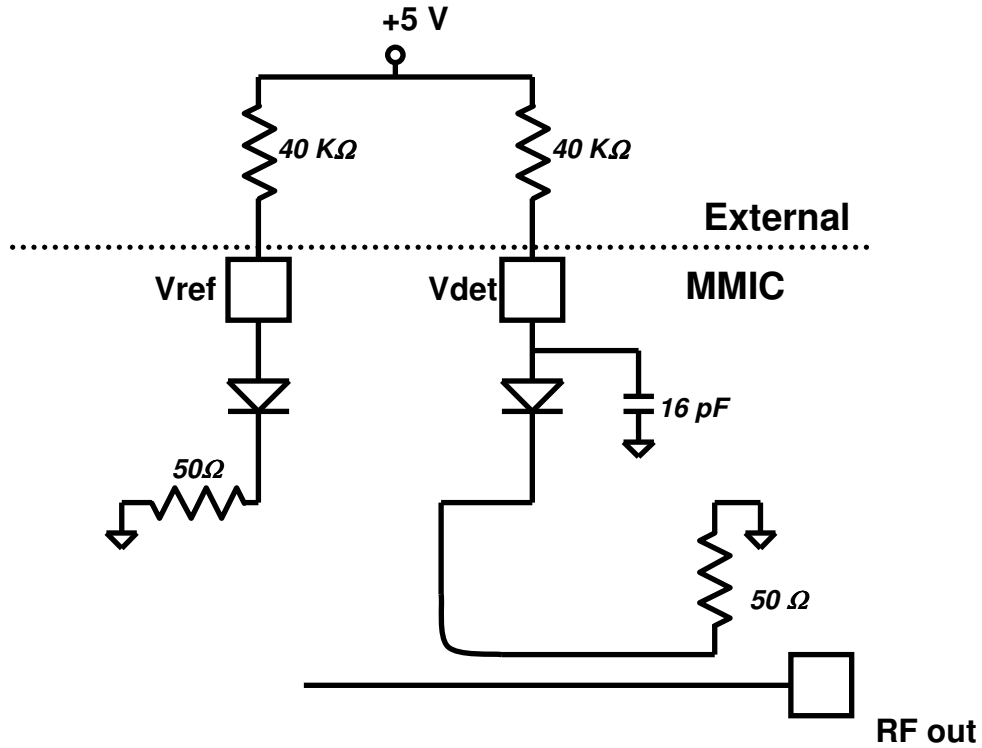 +5 V
40 KΩ
40 KΩ
External
Vref
Vdet
MMIC
16 pF
50Ω
50 Ω
RF out